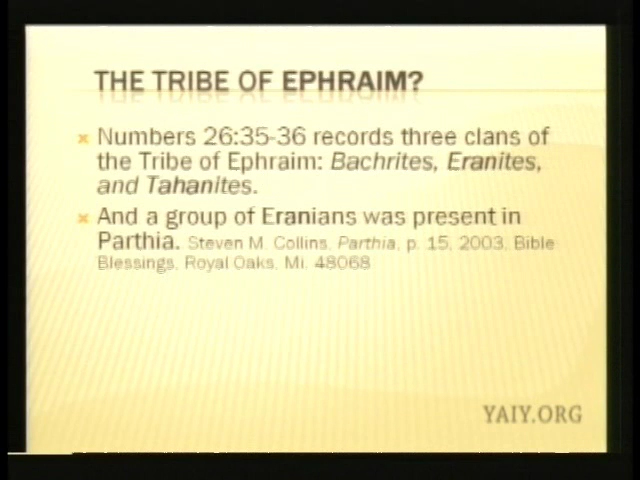 THE TRIBE OF EPHRAIM?
Numbers 26:35-36 records three clans of
the Tribe of Ephraim: Bachrites, Eranites,
and Tahanites.
And a group of Eranians was present in
Parthia. Steven M. Collins, Parthia, p. 15, 2003, Bible
Blessings, Royal Oaks, Mi. 48068
YAIY.ORG